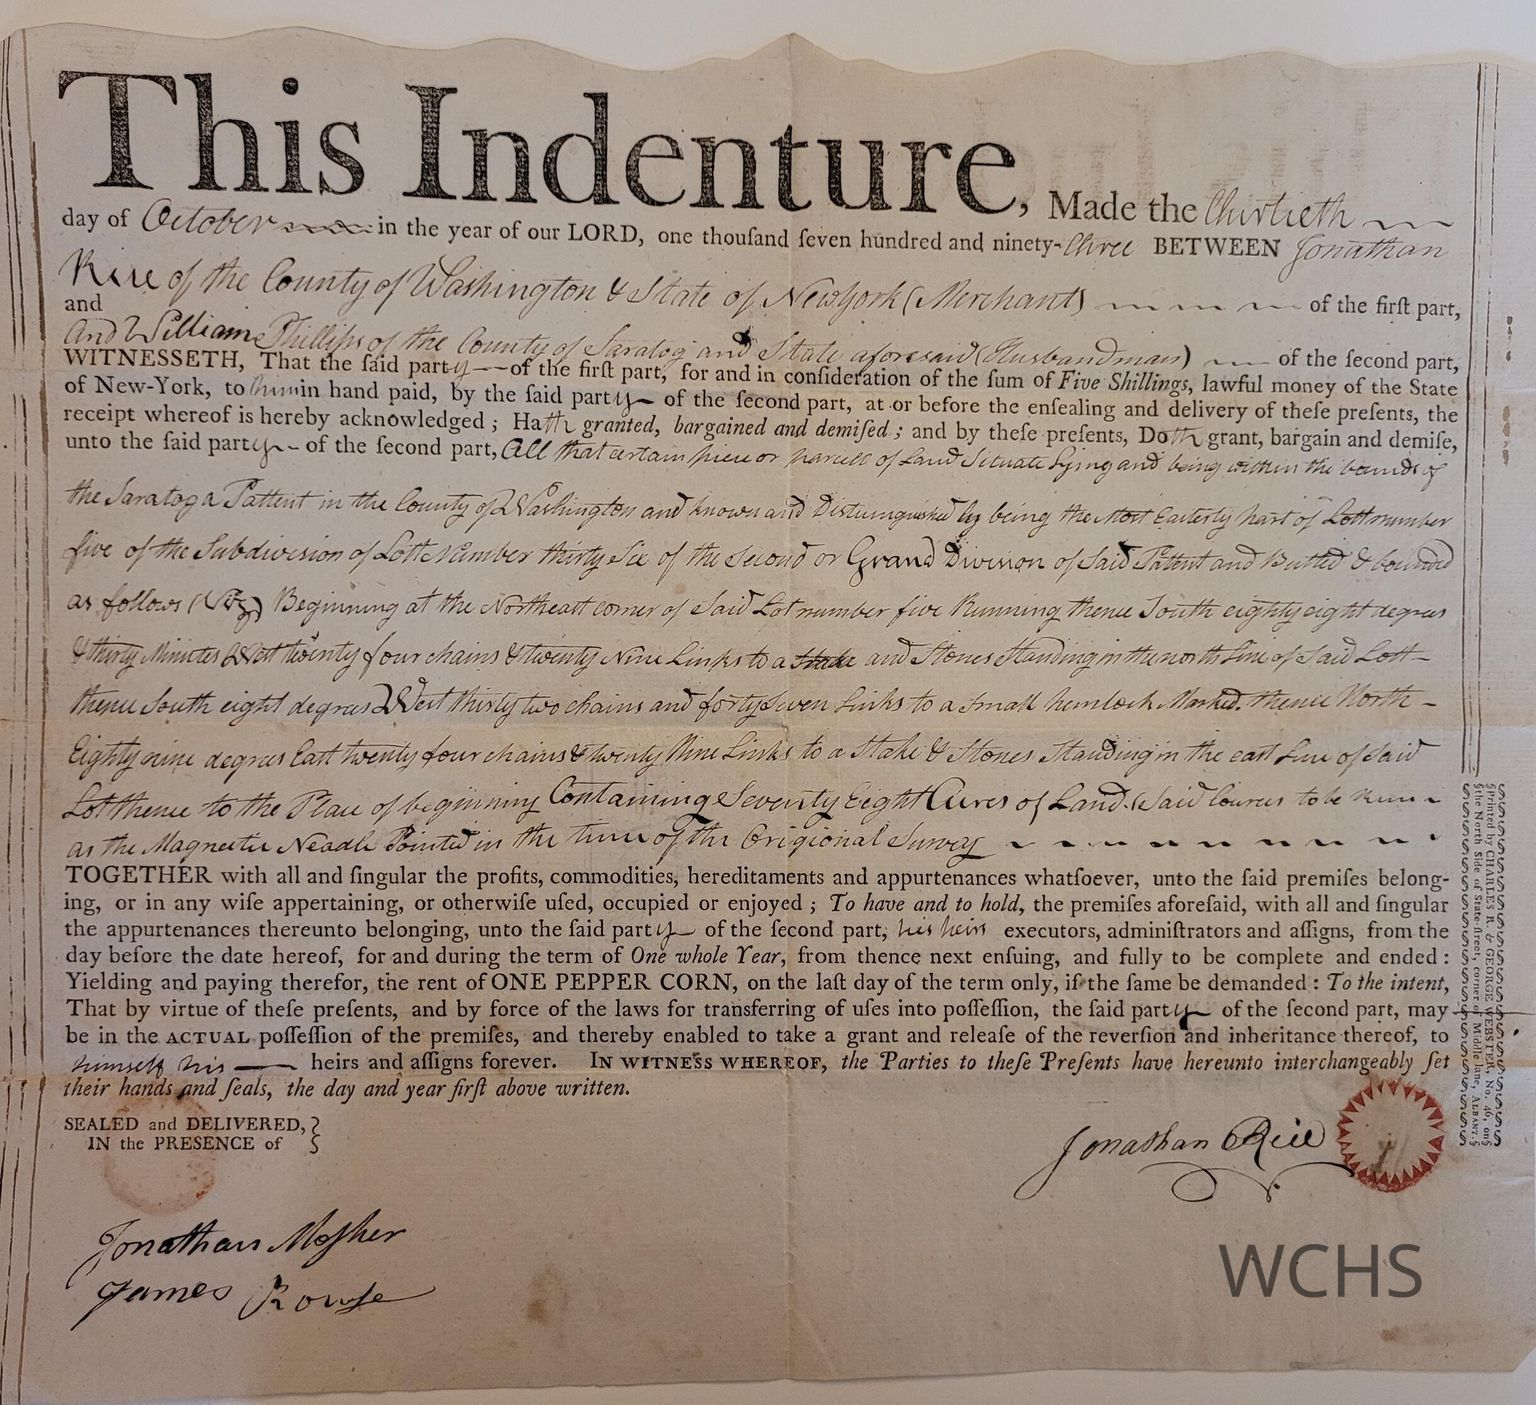 This Indenture, Made the Thirtieth
day of October in the year of our LORD, one thouſand ſeven hundred and ninety-three BETWEEN Jonathan
Rice of the County of Washington & State of NewYork (Merchant) of the firſt part,
and
And William Phillips of the County of Saratog and State aforesaid (Husbandman) of the ſecond part,
WITNESSETH, That the ſaid party of the firſt part, for and in conſideration of the ſum of Five Shillings, lawful money of the State
of New-York, to him in hand paid, by the ſaid party of the ſecond part, at or before the enſealing and delivery of theſe preſents, the
receipt whereof is hereby acknowledged; Hath granted, bargained and demiſed; and by theſe preſents, Doth grant, bargain and demiſe,
unto the ſaid party of the ſecond part, All that certain piece or parcell of Land Situate Lying and being within the bounds of
the Saratoga Pattent in the County of Washington and known and Distinguished by being the Most Easterly part of Lott number
five of the Subdivision of Lott Number thirty Six of the Second or Grand Division of Said Pattent and Butted & bounded
as follows (Viz) Beginning at the Northeast corner of Said Lot number five Running thence South eighty eight degrees
& thirty Minutes West twenty four chains & twenty Nine Links to a stake and Stones Standing in the north Line of Said Lott
thence South eight degrees West thirty two chains and forty Seven Links to a Small hemlock Marked. thence North
Eighty nine degrees East twenty four chains & twenty Nine Links to a Stake & Stones Standing in the east Line of Said
Lot thence to the Place of beginning Containing Seventy Eight Acres of Land. (Said Courses to be Run
as the Magnetic Neadle Pointed in the time of the Origional Survey
TOGETHER with all and ſingular the profits, commodities, hereditaments and appurtenances whatſoever, unto the ſaid premiſes belong-
ing, or in any wiſe appertaining, or otherwiſe uſed, occupied or enjoyed; To have and to hold, the premiſes aforeſaid, with all and ſingular
the appurtenances thereunto belonging, unto the ſaid party of the ſecond part, his heirs executors, adminiſtrators and aſſigns, from the
day before the date hereof, for and during the term of One whole Year, from thence next enſuing, and fully to be complete and ended:
Yielding and paying therefor, the rent of ONE PEPPER CORN, on the laſt day of the term only, if the ſame be demanded: To the intent,
That by virtue of theſe preſents, and by force of the laws for transferring of uſes into poſſeſſion, the ſaid party of the ſecond part, may
be in the ACTUAL poſſeſſion of the premiſes, and thereby enabled to take a grant and releaſe of the reverſion and inheritance thereof, to
himself his heirs and aſſigns forever. IN WITNESS WHEREOF, the Parties to theſe Preſents have hereunto interchangeably ſet
their hands and ſeals, the day and year firſt above written.
SEALED and DELIVERED,
IN the PRESENCE of
Jonathan Rice
Jonathan Moſher
James Rowſe
Printed by CHARLES R. & GEORGE WEBSTER, No. 46, on
the North Side of State-ſtreet, corner of Middle-lane, ALBANY.
WCHS